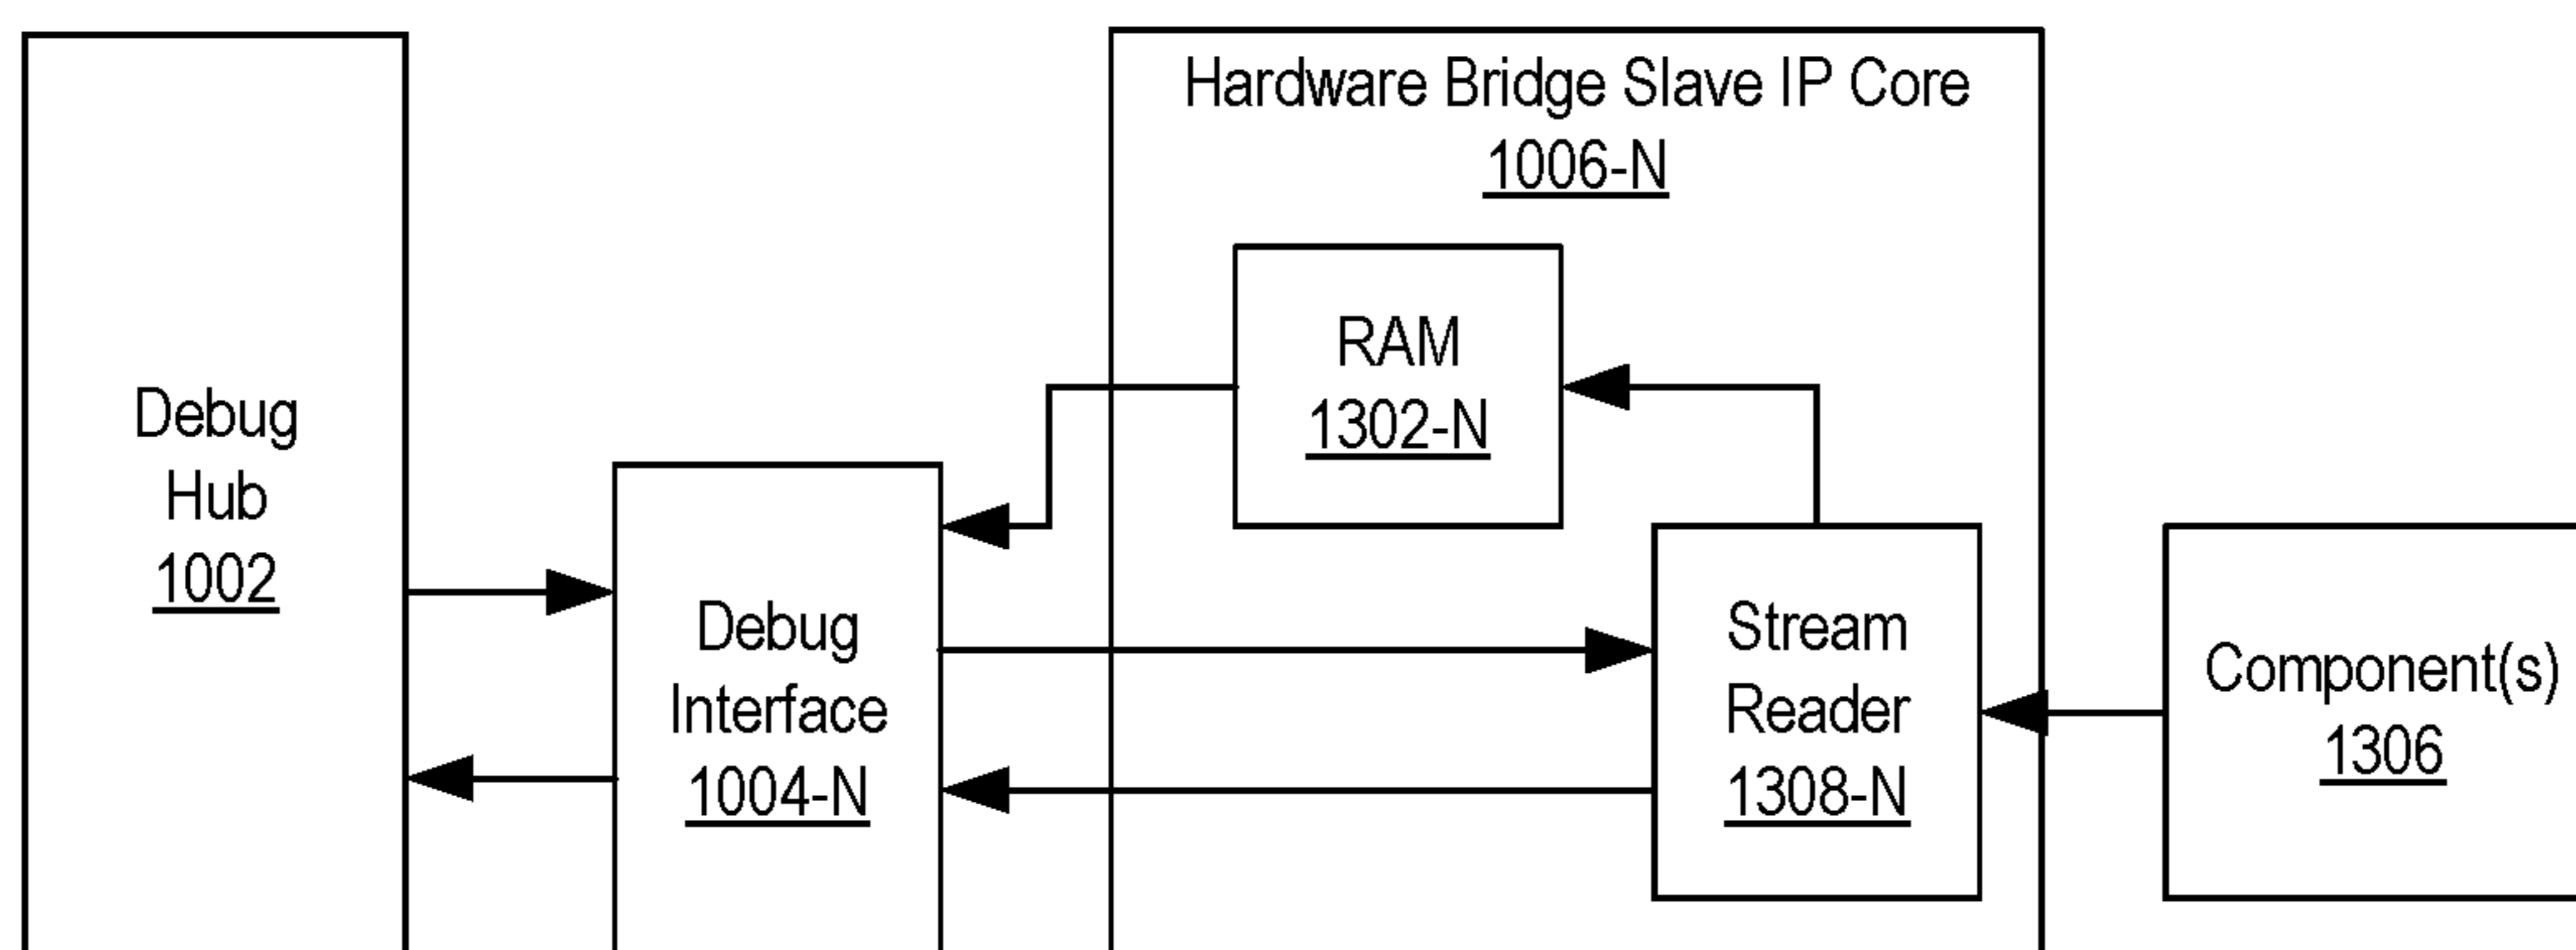 Hardware Bridge Slave IP Core
1006-N
RAM
1302-N
Debug
Hub
1002
Debug
Interface
1004-N
Stream
Reader
1308-N
Component(s)
1306